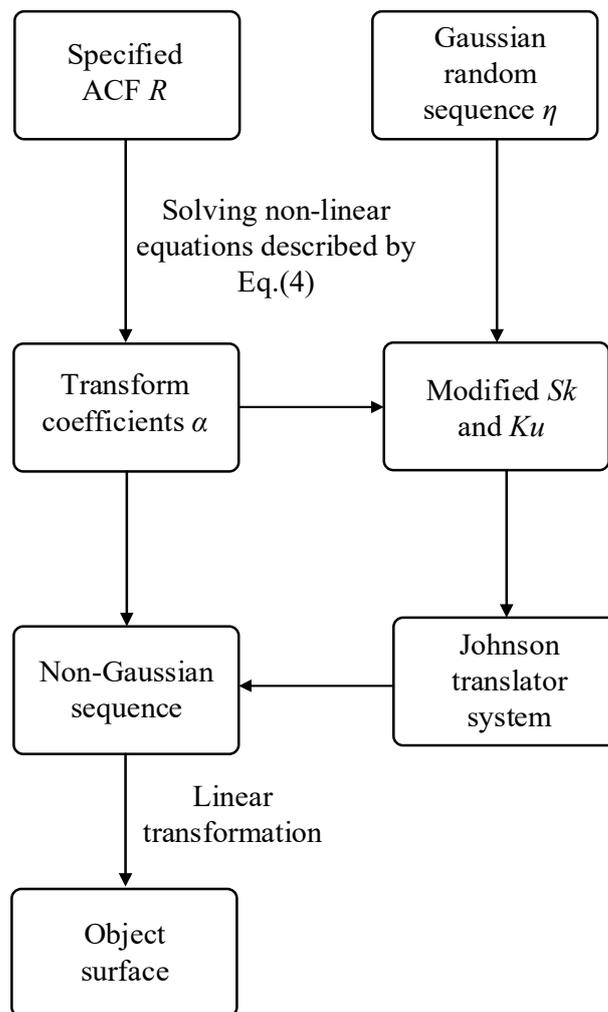 Specified
ACF R
Gaussian
random
sequence η
Solving non-linear
equations described by
Eq.(4)
Transform
coefficients α
Modified Sk
and Ku
Non-Gaussian
sequence
Johnson
translator
system
Linear
transformation
Object
surface